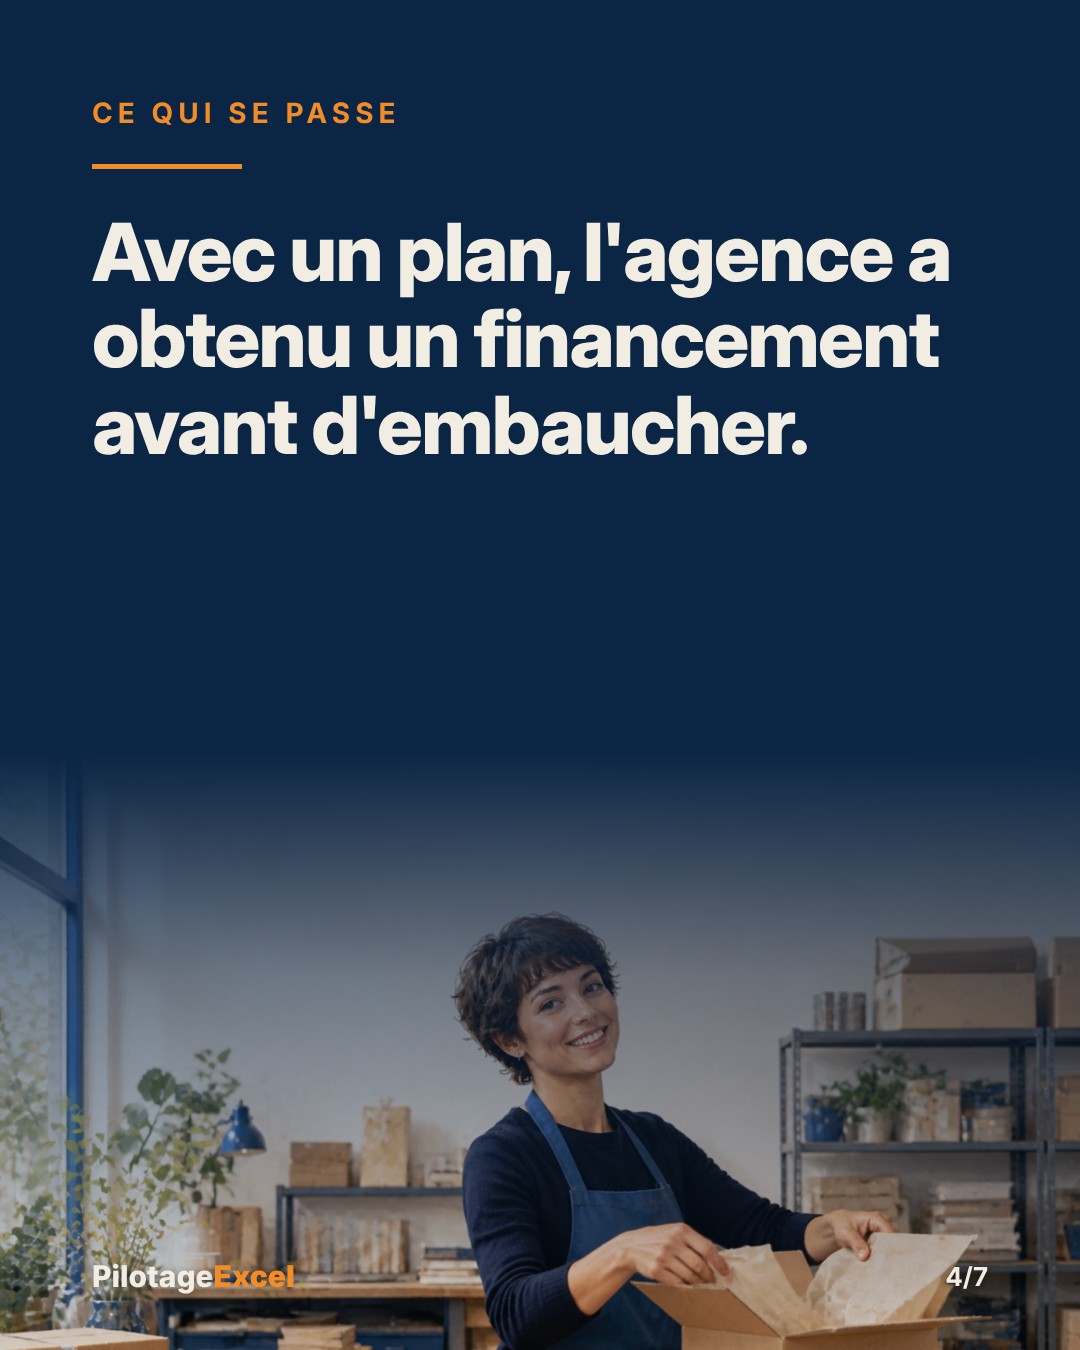 CE QUI SE PASSE
Avec un plan, l'agence a
obtenu un financement
avant d'embaucher.
PilotageExcel
4/7